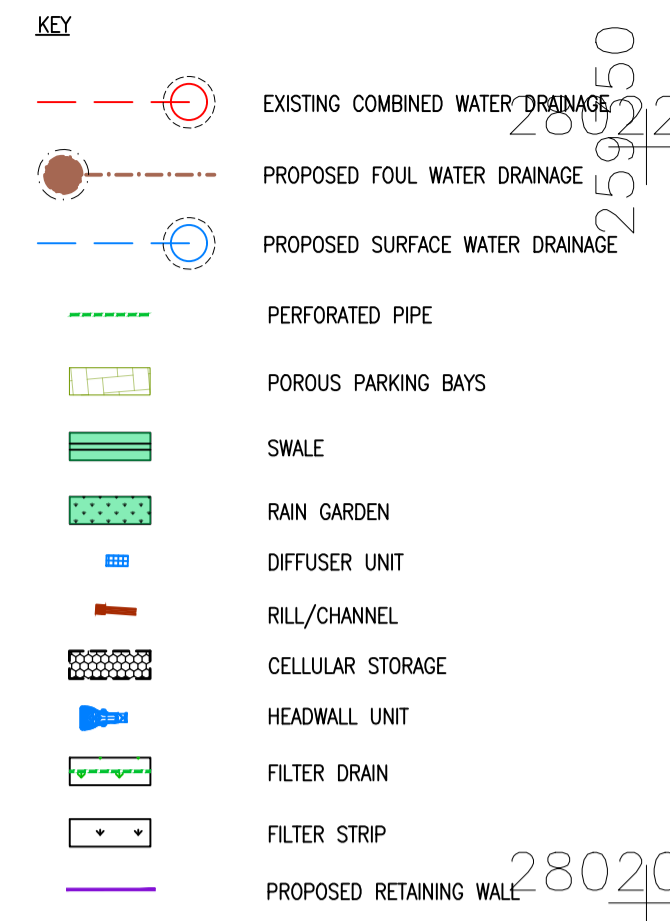 KEY
EXISTING COMBINED WATER DRAINAGE
PROPOSED FOUL WATER DRAINAGE
PROPOSED SURFACE WATER DRAINAGE
PERFORATED PIPE
POROUS PARKING BAYS
SWALE
RAIN GARDEN
DIFFUSER UNIT
RILL/CHANNEL
CELLULAR STORAGE
HEADWALL UNIT
FILTER DRAIN
FILTER STRIP
PROPOSED RETAINING WALL
28020